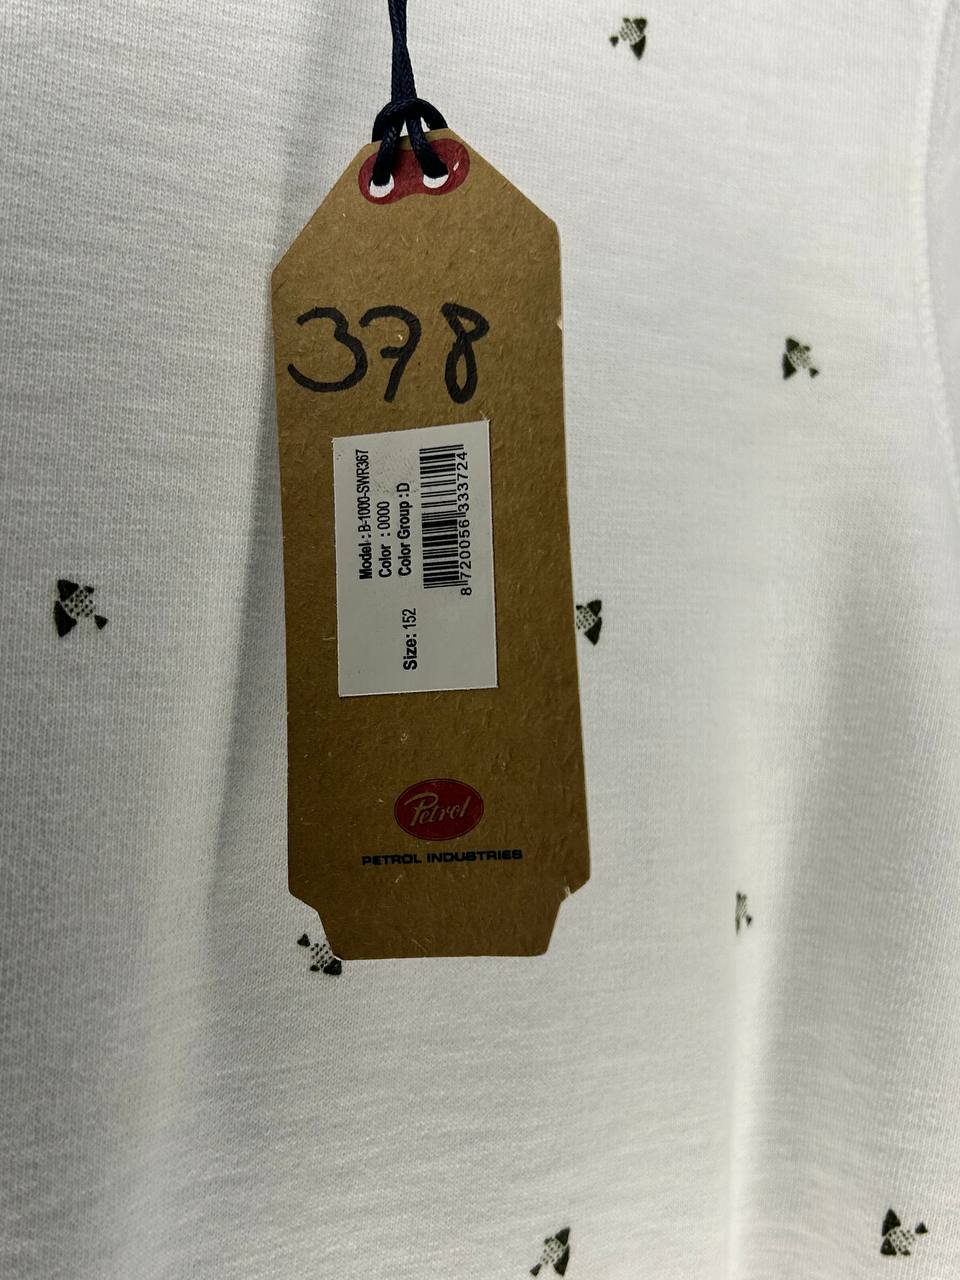 378
Model : B-1000-SWR367
Color : 0000
Color Group : D
Size: 152
8720056333724
Petrol
PETROL INDUSTRIES